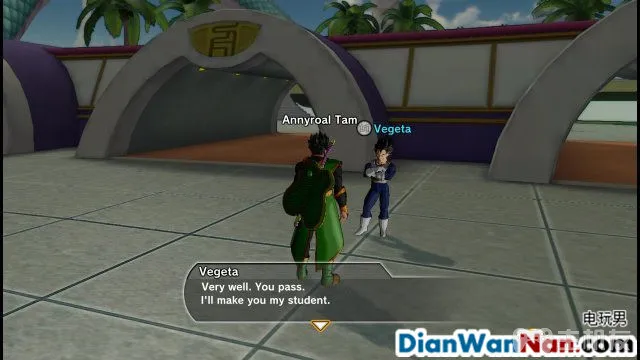 Annyroal Tam
Vegeta
Vegeta
Very well. You pass.
I'll make you my student.
电玩男
DianWanNan.com